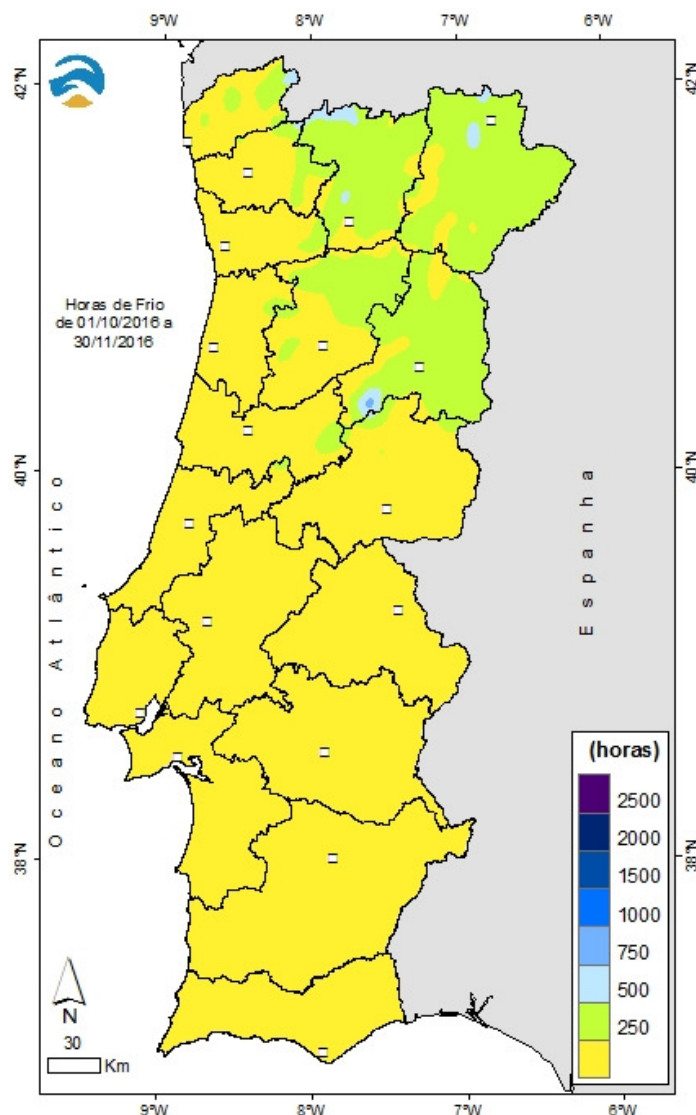 9°W 8°W 7°W 6°W
42°N
42°N
Horas de Frio
de 01/10/2016 a
30/11/2016
40°N
40°N
Oceano Atlântico
Espanha
(horas)
2500
2000
1500
1000
750
500
250
38°N
38°N
N
30
Km
9°W 8°W 7°W 6°W